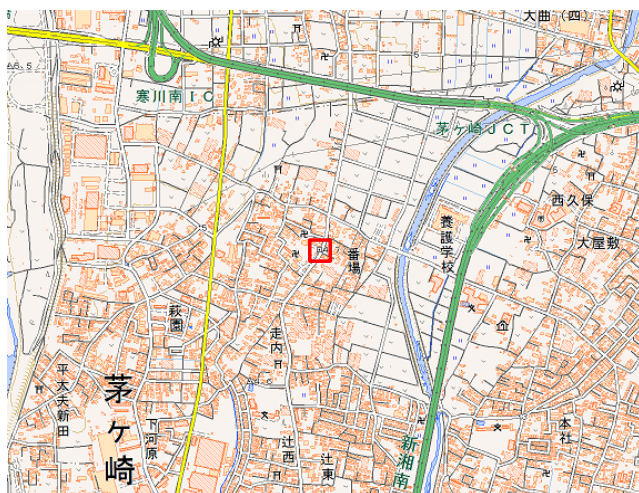 大曲（四）
寒川南ＩＣ
茅ヶ崎ＪＣＴ
西久保
大屋敷
養護学校
番場
萩園
走内
平太夫新田
茅ヶ崎
下河原
辻西
辻東
新湘南
本社